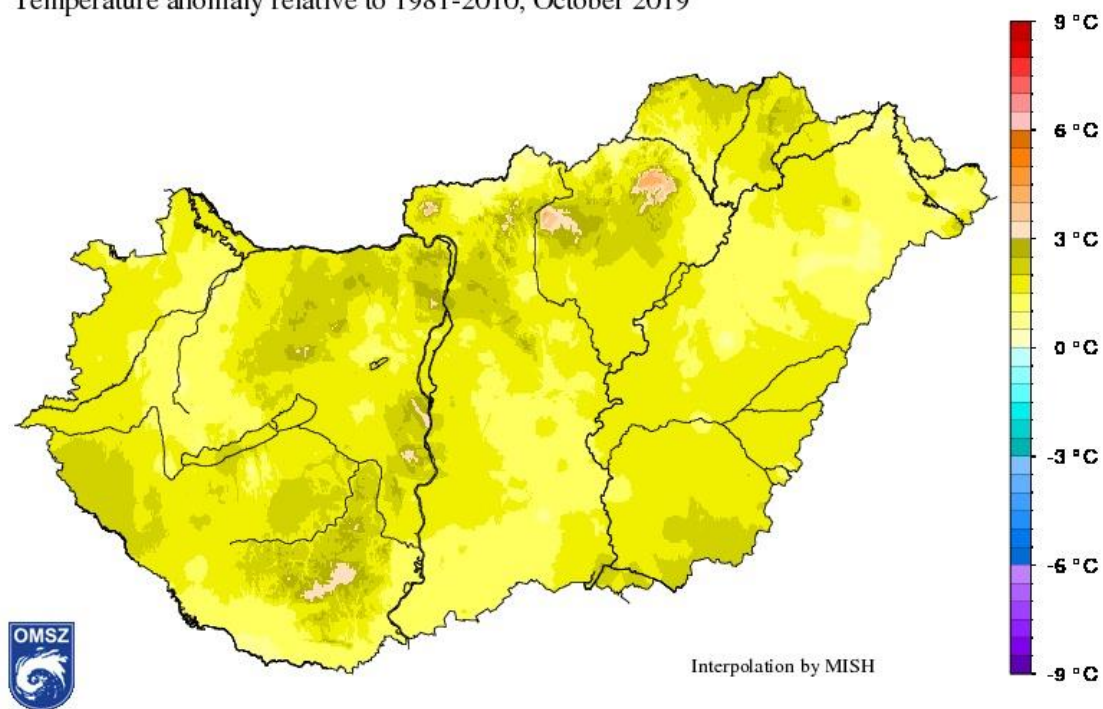 Temperature anomaly relative to 1981-2010, October 2019
9 °C
6 °C
3 °C
0 °C
-3 °C
-6 °C
-9 °C
OMSZ
Interpolation by MISH